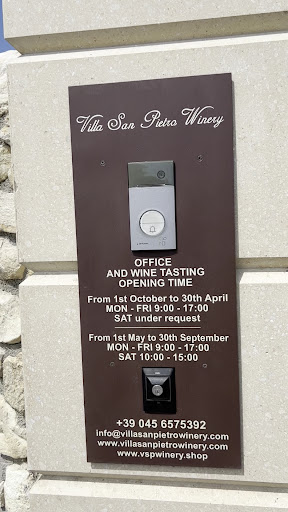 Villa San Pietro Winery
OFFICE
AND WINE TASTING
OPENING TIME
From 1st October to 30th April
MON - FRI 9:00 - 17:00
SAT under request
From 1st May to 30th September
MON - FRI 9:00 - 17:00
SAT 10:00 - 15:00
+39 045 6575392
info@villasanpietrowinery.com
www.villasanpietrowinery.com
www.vspwinery.shop